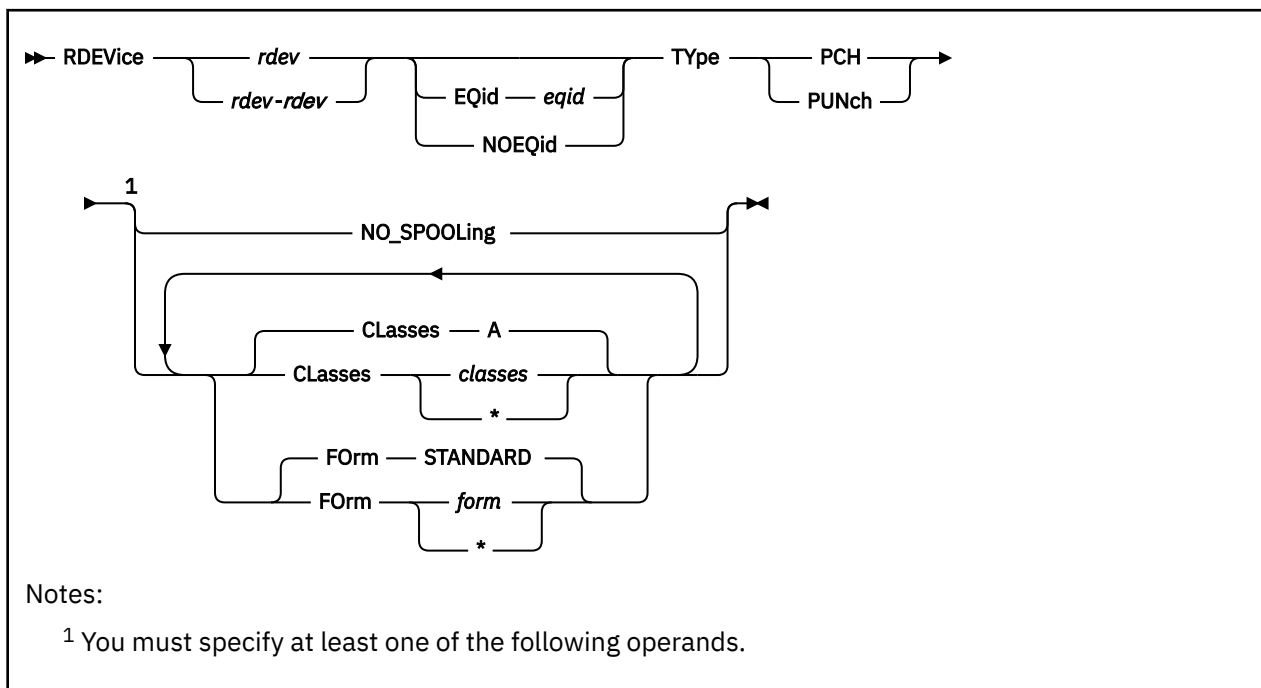 RDEVice rdev EQid eqid TYpe PCH
rdev-rdev NOEQid PUNch
1
NO_SPOOLing
CLasses A
CLasses classes
*
FOrm STANDARD
FOrm form
*
Notes:
1 You must specify at least one of the following operands.